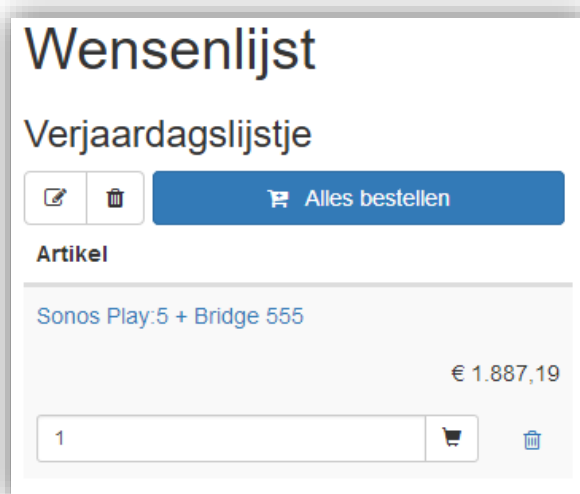 Wensenlijst
Verjaardagslijstje
Alles bestellen
Artikel
Sonos Play:5 + Bridge 555
€ 1.887,19
1